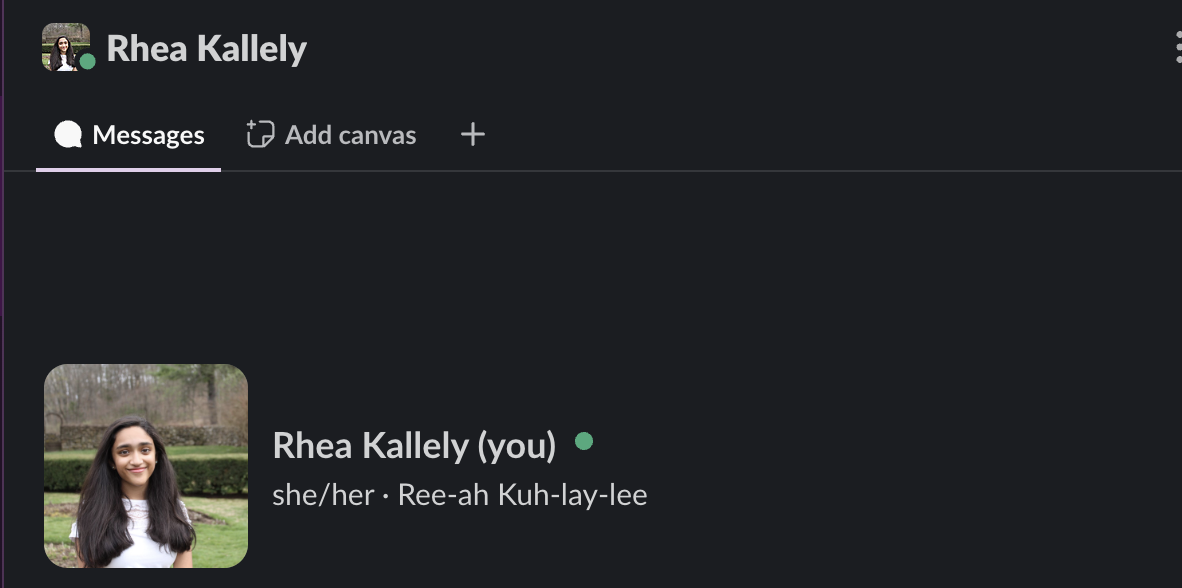 Rhea Kallely
Messages Add canvas
Rhea Kallely (you)
she/her · Ree-ah Kuh-lay-lee